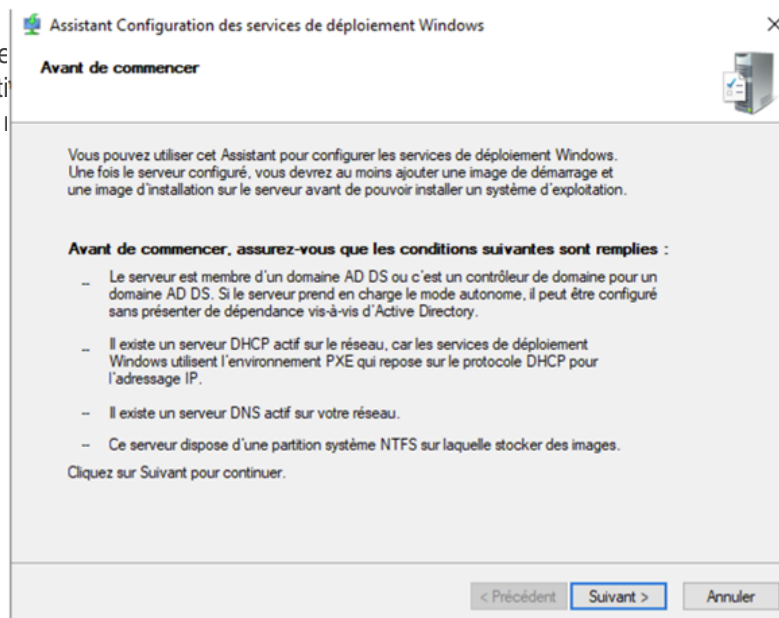 Assistant Configuration des services de déploiement Windows
Avant de commencer
Vous pouvez utiliser cet Assistant pour configurer les services de déploiement Windows.
Une fois le serveur configuré, vous devrez au moins ajouter une image de démarrage et
une image d'installation sur le serveur avant de pouvoir installer un système d'exploitation.
Avant de commencer, assurez-vous que les conditions suivantes sont remplies :
-- Le serveur est membre d'un domaine AD DS ou c'est un contrôleur de domaine pour un
domaine AD DS. Si le serveur prend en charge le mode autonome, il peut être configuré
sans présenter de dépendance vis-à-vis d'Active Directory.
-- Il existe un serveur DHCP actif sur le réseau, car les services de déploiement
Windows utilisent l'environnement PXE qui repose sur le protocole DHCP pour
l'adressage IP.
-- Il existe un serveur DNS actif sur votre réseau.
-- Ce serveur dispose d'une partition système NTFS sur laquelle stocker des images.
Cliquez sur Suivant pour continuer.
< Précédent Suivant > Annuler